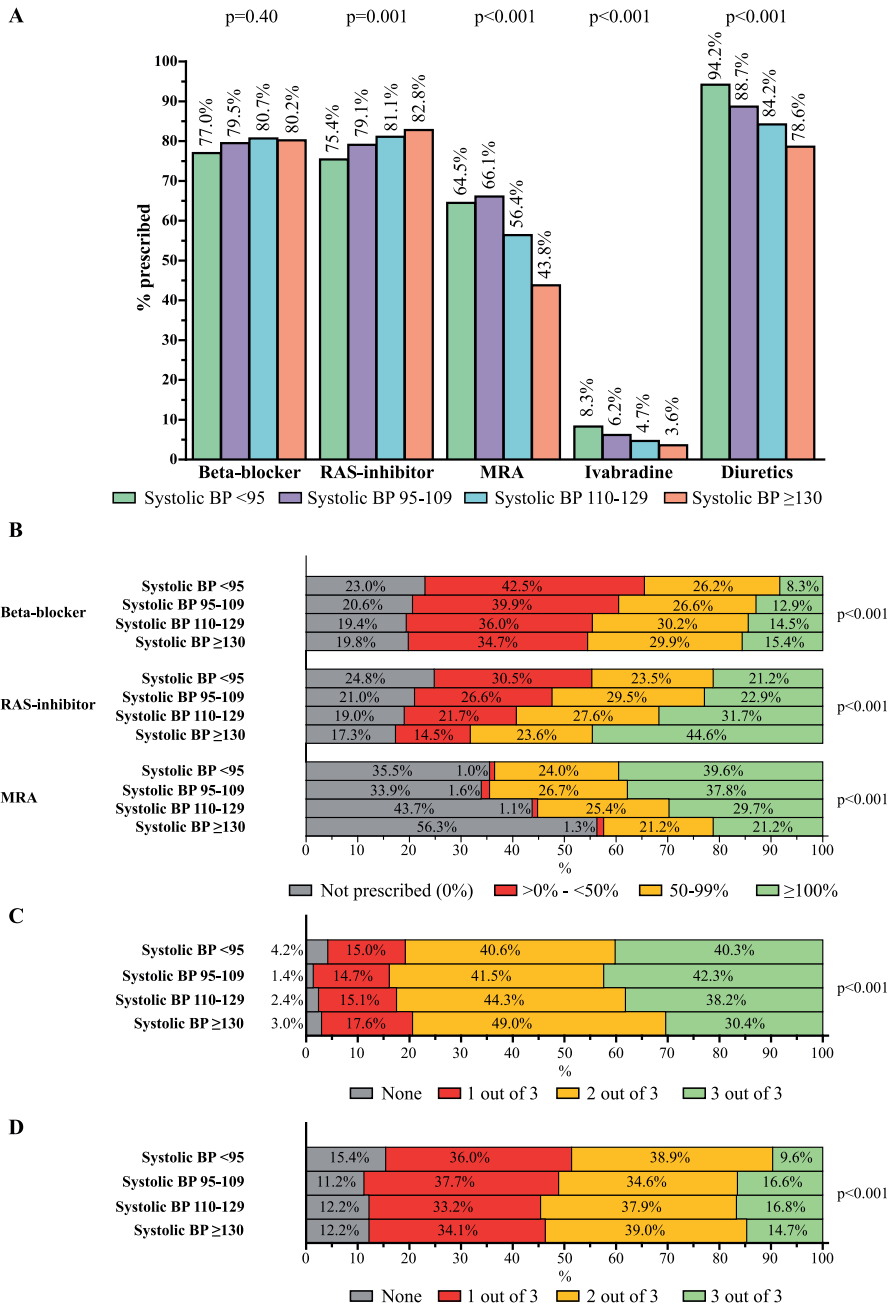 A
p=0.40 p=0.001 p<0.001 p<0.001 p<0.001
% prescribed
100
90
80
70
60
50
40
30
20
10
0
77.0% 79.5% 80.7% 80.2%
75.4% 79.1% 81.1% 82.8%
64.5% 66.1% 56.4% 43.8%
8.3% 6.2% 4.7% 3.6%
94.2% 88.7% 84.2% 78.6%
Beta-blocker RAS-inhibitor MRA Ivabradine Diuretics
Systolic BP <95 Systolic BP 95-109 Systolic BP 110-129 Systolic BP ≥130
B
Beta-blocker
Systolic BP <95 23.0% 42.5% 26.2% 8.3%
Systolic BP 95-109 20.6% 39.9% 26.6% 12.9%
Systolic BP 110-129 19.4% 36.0% 30.2% 14.5%
Systolic BP ≥130 19.8% 34.7% 29.9% 15.4%
p<0.001
RAS-inhibitor
Systolic BP <95 24.8% 30.5% 23.5% 21.2%
Systolic BP 95-109 21.0% 26.6% 29.5% 22.9%
Systolic BP 110-129 19.0% 21.7% 27.6% 31.7%
Systolic BP ≥130 17.3% 14.5% 23.6% 44.6%
p<0.001
MRA
Systolic BP <95 35.5% 1.0% 24.0% 39.6%
Systolic BP 95-109 33.9% 1.6% 26.7% 37.8%
Systolic BP 110-129 43.7% 1.1% 25.4% 29.7%
Systolic BP ≥130 56.3% 1.3% 21.2% 21.2%
p<0.001
0 10 20 30 40 50 60 70 80 90 100
%
Not prescribed (0%) >0% - <50% 50-99% ≥100%
C
Systolic BP <95 4.2% 15.0% 40.6% 40.3%
Systolic BP 95-109 1.4% 14.7% 41.5% 42.3%
Systolic BP 110-129 2.4% 15.1% 44.3% 38.2%
Systolic BP ≥130 3.0% 17.6% 49.0% 30.4%
p<0.001
0 10 20 30 40 50 60 70 80 90 100
%
None 1 out of 3 2 out of 3 3 out of 3
D
Systolic BP <95 15.4% 36.0% 38.9% 9.6%
Systolic BP 95-109 11.2% 37.7% 34.6% 16.6%
Systolic BP 110-129 12.2% 33.2% 37.9% 16.8%
Systolic BP ≥130 12.2% 34.1% 39.0% 14.7%
p<0.001
0 10 20 30 40 50 60 70 80 90 100
%
None 1 out of 3 2 out of 3 3 out of 3